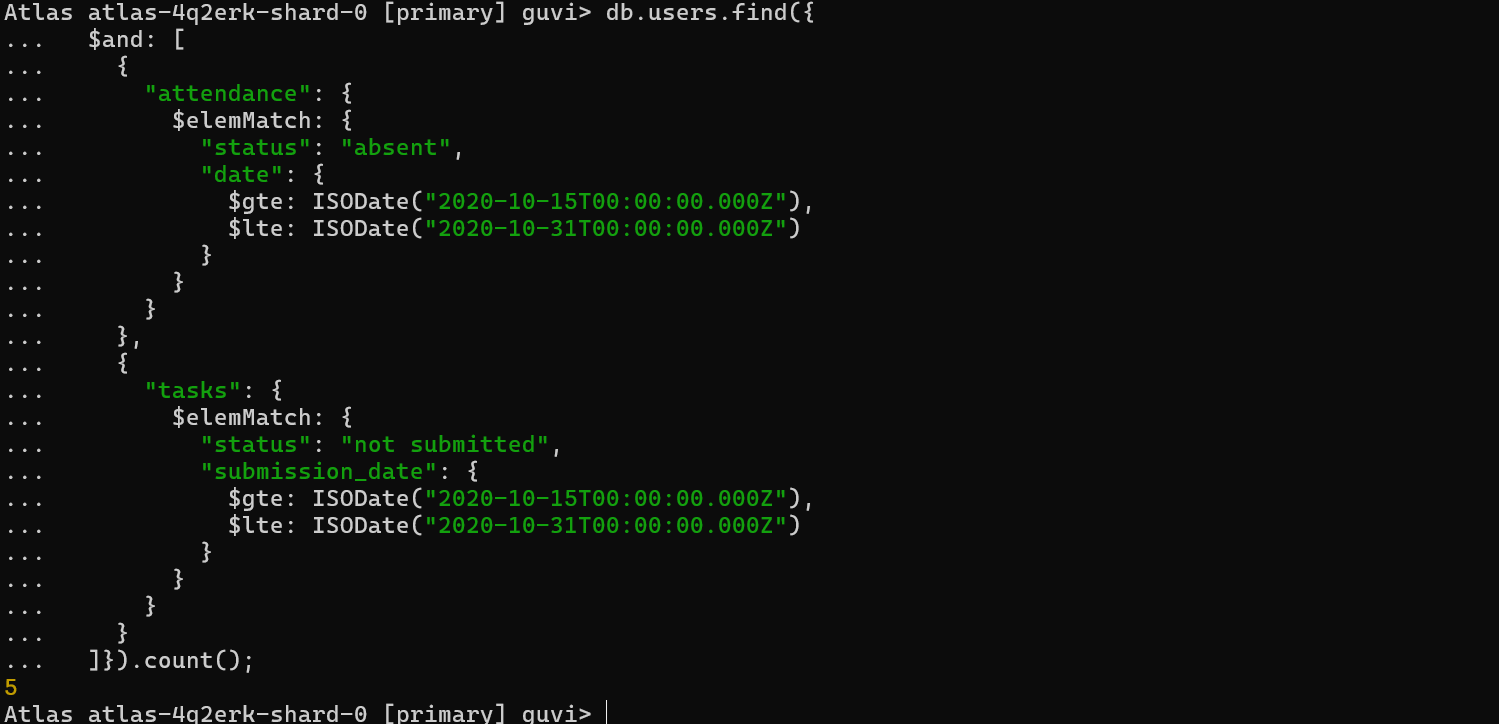 Atlas atlas-4q2erk-shard-0 [primary] guvi> db.users.find({
...   $and: [
...     {
...       "attendance": {
...         $elemMatch: {
...           "status": "absent",
...           "date": {
...             $gte: ISODate("2020-10-15T00:00:00.000Z"),
...             $lte: ISODate("2020-10-31T00:00:00.000Z")
...           }
...         }
...       }
...     },
...     {
...       "tasks": {
...         $elemMatch: {
...           "status": "not submitted",
...           "submission_date": {
...             $gte: ISODate("2020-10-15T00:00:00.000Z"),
...             $lte: ISODate("2020-10-31T00:00:00.000Z")
...           }
...         }
...       }
...     }
...   ]}).count();
5
Atlas atlas-4q2erk-shard-0 [primary] guvi>